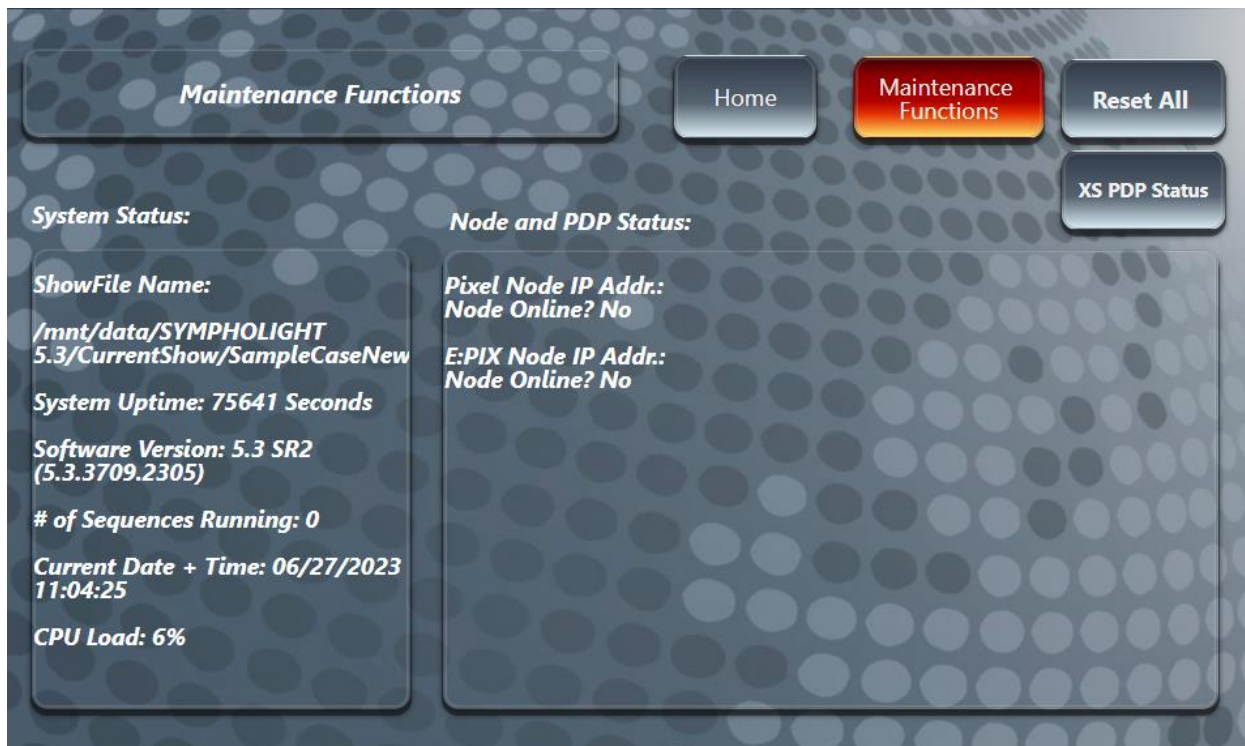 Maintenance Functions
Home
Maintenance
Functions
Reset All
XS PDP Status
System Status:
ShowFile Name:
/mnt/data/SYMPHOLIGHT
5.3/CurrentShow/SampleCaseNew
System Uptime: 75641 Seconds
Software Version: 5.3 SR2
(5.3.3709.2305)
# of Sequences Running: 0
Current Date + Time: 06/27/2023
11:04:25
CPU Load: 6%
Node and PDP Status:
Pixel Node IP Addr.:
Node Online? No
E:PIX Node IP Addr.:
Node Online? No